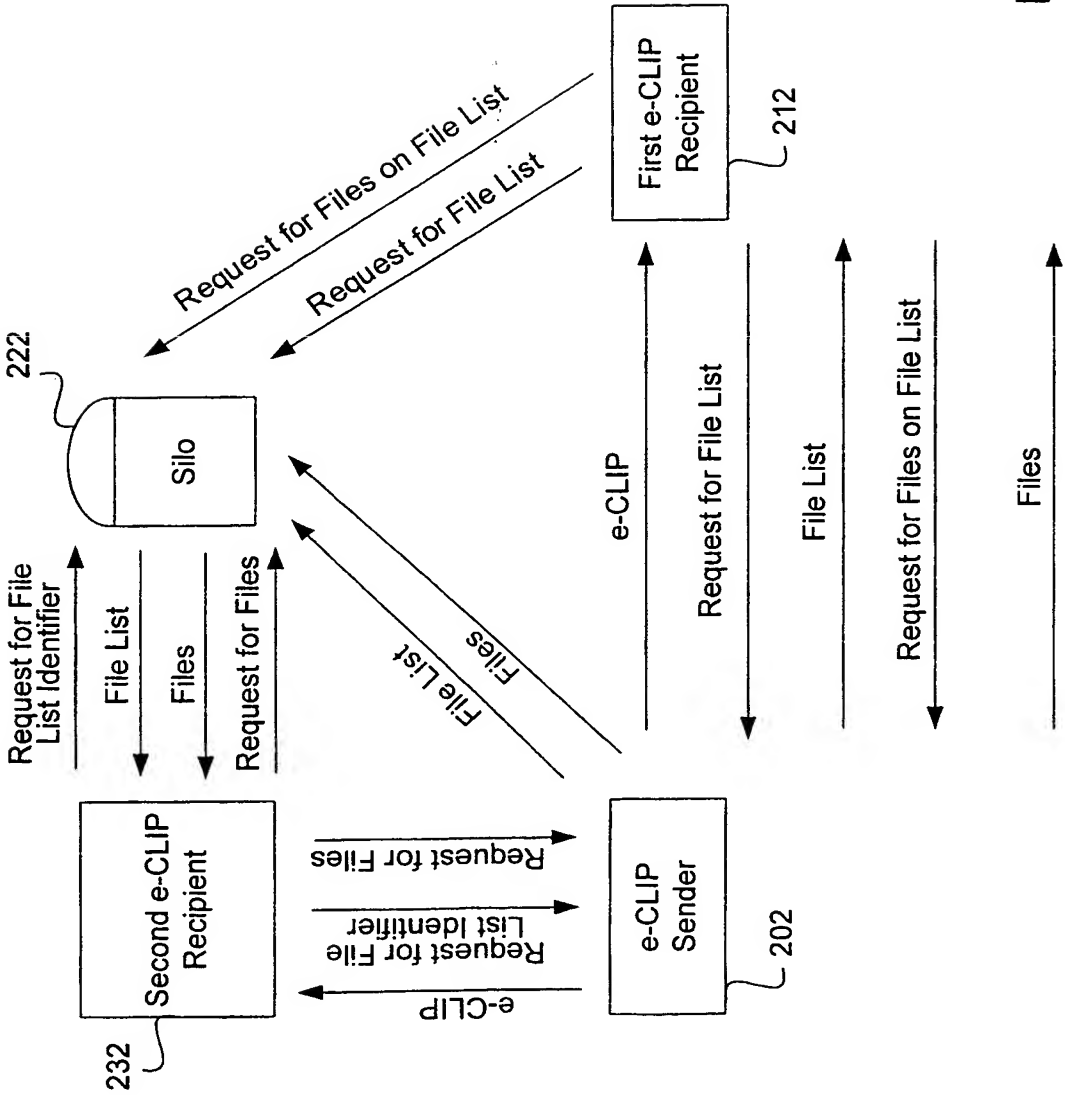 232
Second e-CLIP
Recipient
Request for File
List Identifier
File List
Files
Request for Files
222
Silo
Request for Files on File List
Request for File List
e-CLIP
Request for File
List Identifier
Request for Files
File List
Files
e-CLIP
Sender
202
e-CLIP
Request for File List
File List
Request for Files on File List
Files
First e-CLIP
Recipient
212